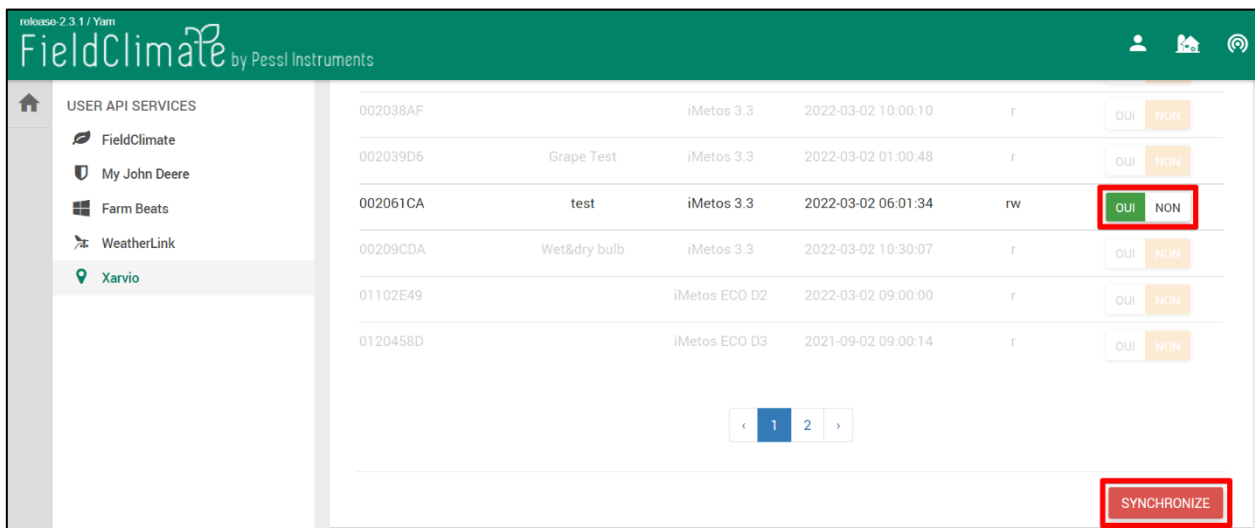 release-2.3.1 / Yam
FieldClimate by Pessl Instruments
USER API SERVICES
FieldClimate
My John Deere
Farm Beats
WeatherLink
Xarvio
002038AF iMetos 3.3 2022-03-02 10:00:10 r OUI NON
002039D6 Grape Test iMetos 3.3 2022-03-02 01:00:48 r OUI NON
002061CA test iMetos 3.3 2022-03-02 06:01:34 rw OUI NON
00209CDA Wet&dry bulb iMetos 3.3 2022-03-02 10:30:07 r OUI NON
01102E49 iMetos ECO D2 2022-03-02 09:00:00 r OUI NON
0120458D iMetos ECO D3 2021-09-02 09:00:14 r OUI NON
‹ 1 2 ›
SYNCHRONIZE